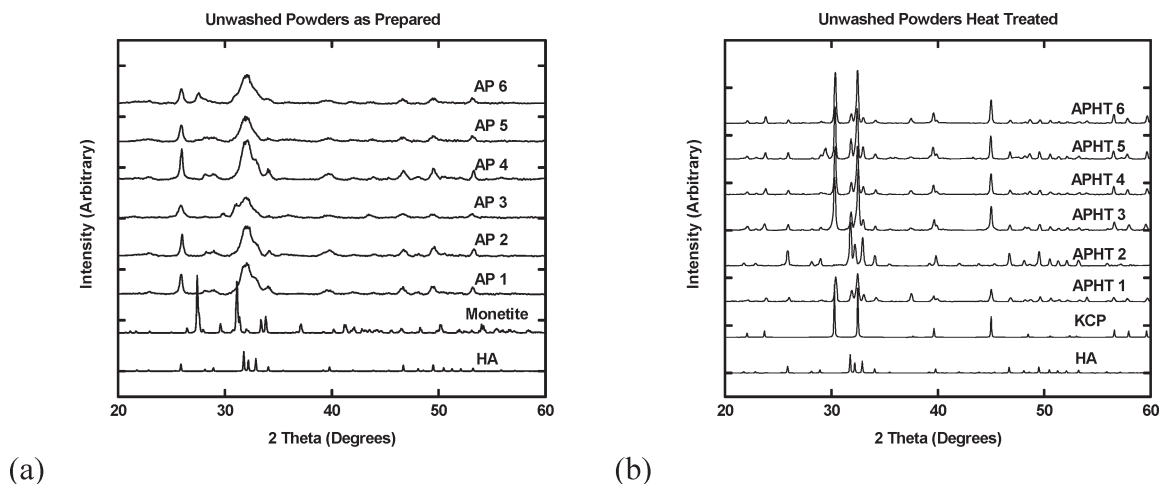 Unwashed Powders as Prepared
Intensity (Arbitrary)
AP 6
AP 5
AP 4
AP 3
AP 2
AP 1
Monetite
HA
20 30 40 50 60
2 Theta (Degrees)
(a)
Unwashed Powders Heat Treated
Intensity (Arbitrary)
APHT 6
APHT 5
APHT 4
APHT 3
APHT 2
APHT 1
KCP
HA
20 30 40 50 60
2 Theta (Degrees)
(b)